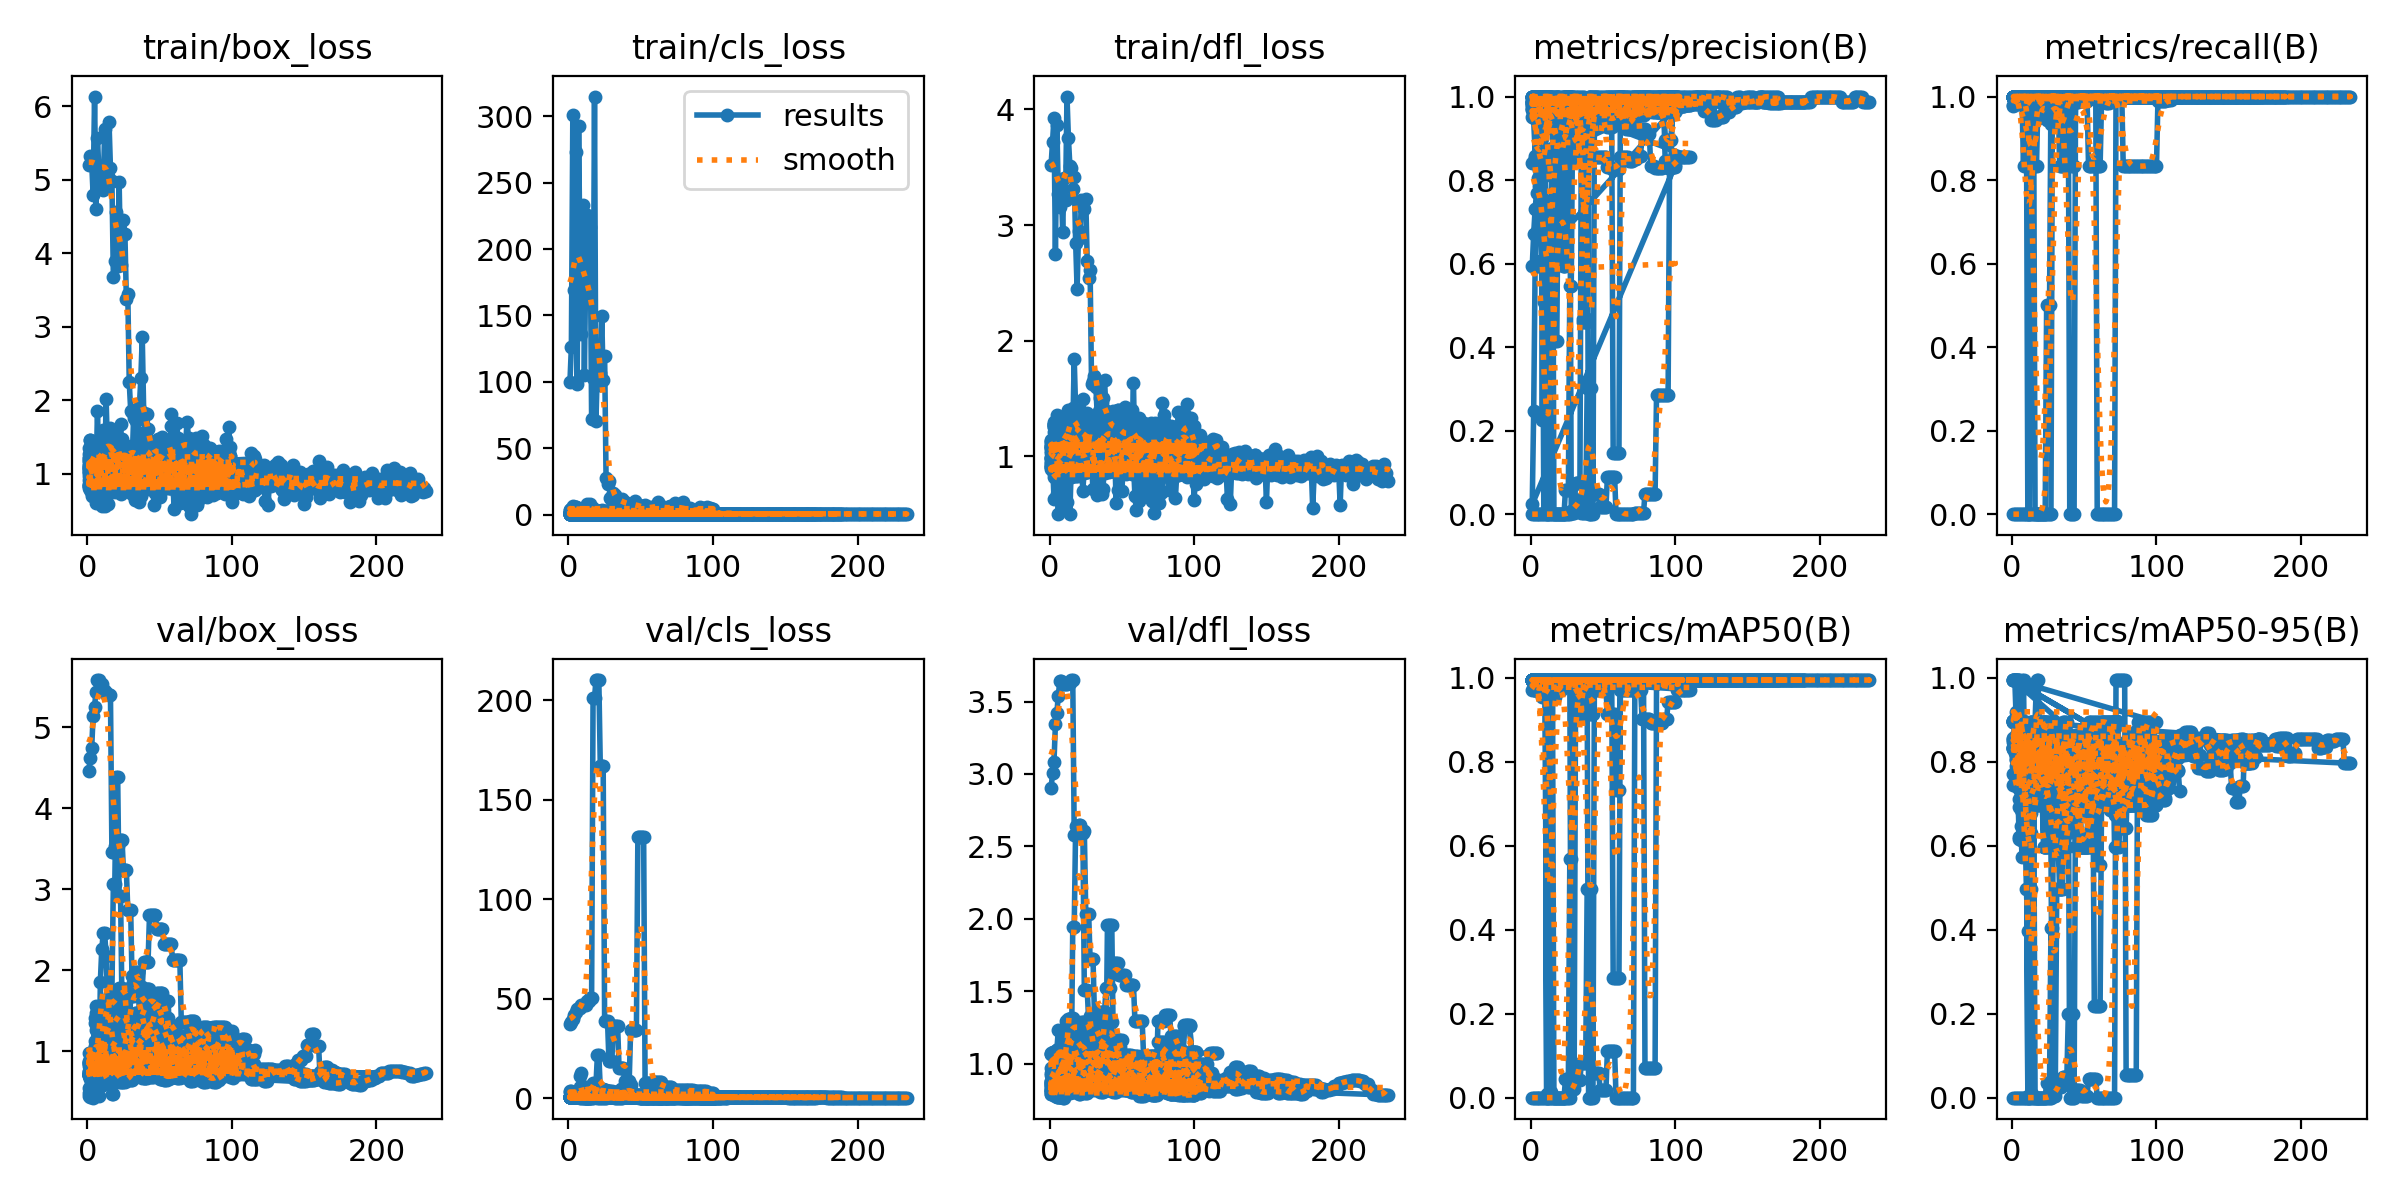 train/box_loss
train/cls_loss
train/dfl_loss
metrics/precision(B)
metrics/recall(B)
6
5
4
3
2
1
0 100 200
300
250
200
150
100
50
0
0 100 200
results
smooth
4
3
2
1
0 100 200
1.0
0.8
0.6
0.4
0.2
0.0
0 100 200
1.0
0.8
0.6
0.4
0.2
0.0
0 100 200
val/box_loss
val/cls_loss
val/dfl_loss
metrics/mAP50(B)
metrics/mAP50-95(B)
5
4
3
2
1
0 100 200
200
150
100
50
0
0 100 200
3.5
3.0
2.5
2.0
1.5
1.0
0 100 200
1.0
0.8
0.6
0.4
0.2
0.0
0 100 200
1.0
0.8
0.6
0.4
0.2
0.0
0 100 200